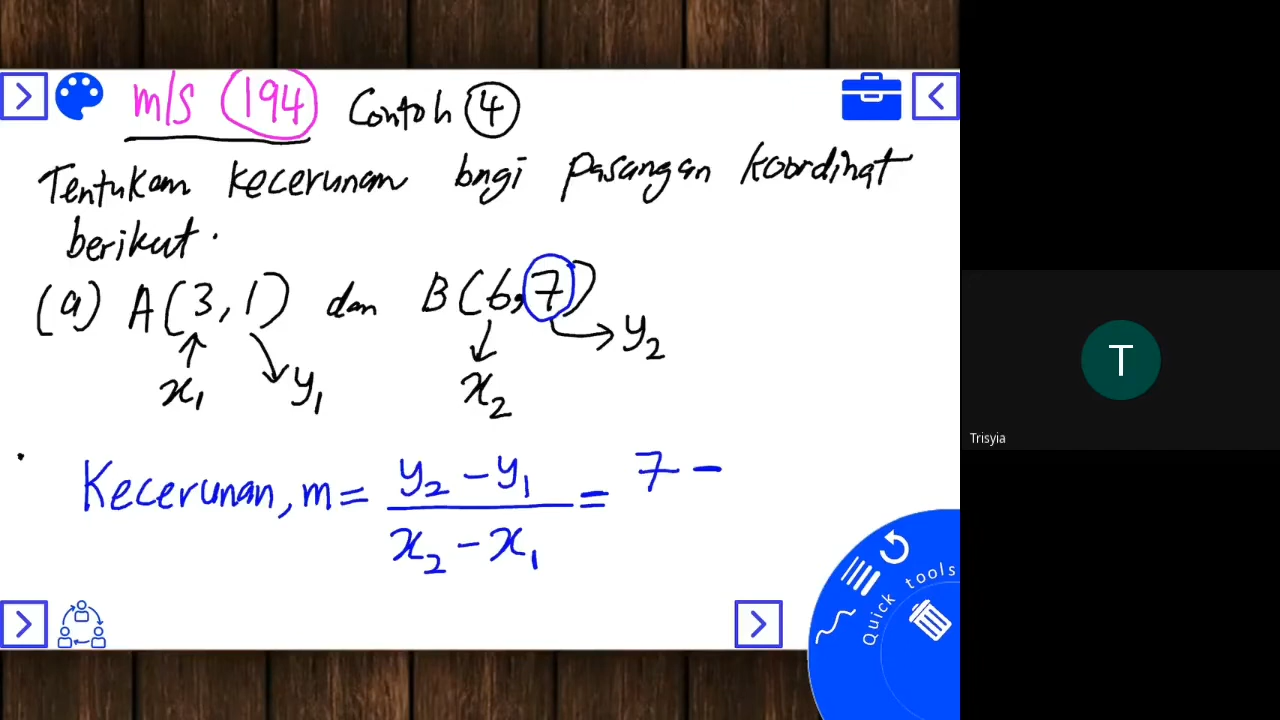 m/s 194 Contoh 4
Tentukan kecerunan bagi pasangan koordinat
berikut.
(a) A(3, 1) dan B(6, 7)
x₁ y₁ x₂ y₂
Kecerunan, m = y₂ - y₁ / x₂ - x₁ = 7 -
Quick tools
T
Trisyia